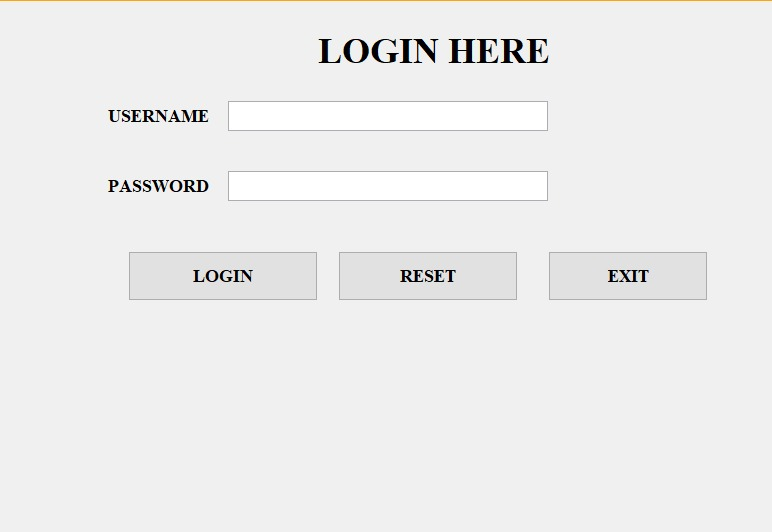 LOGIN HERE
USERNAME
PASSWORD
LOGIN RESET EXIT